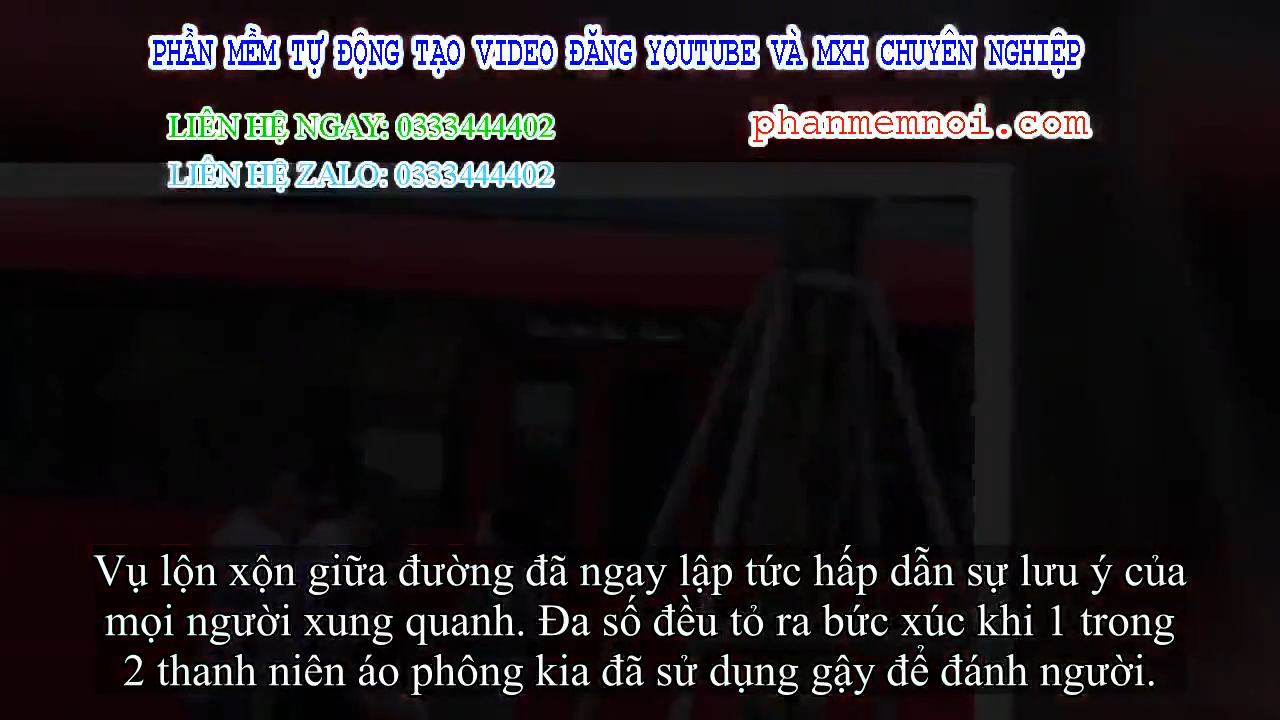 PHẦN MỀM TỰ ĐỘNG TẠO VIDEO ĐĂNG YOUTUBE VÀ MXH CHUYÊN NGHIỆP
LIÊN HỆ NGAY: 0333444402
phanmemnoi.com
LIÊN HỆ ZALO: 0333444402
Vụ lộn xộn giữa đường đã ngay lập tức hấp dẫn sự lưu ý của
mọi người xung quanh. Đa số đều tỏ ra bức xúc khi 1 trong
2 thanh niên áo phông kia đã sử dụng gậy để đánh người.